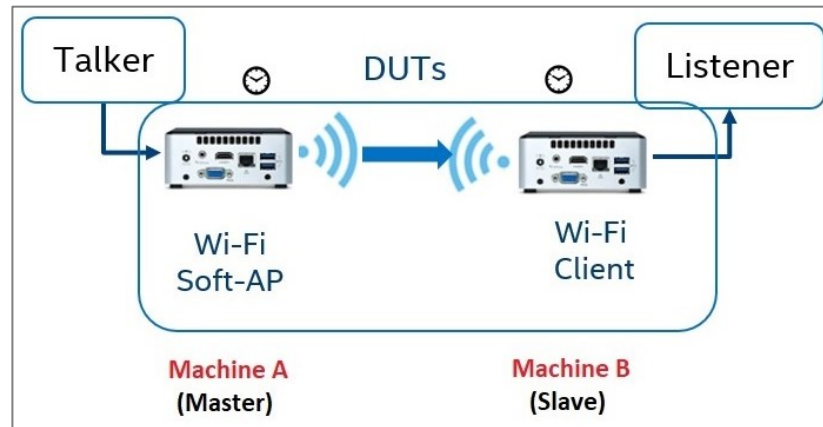 Talker
DUTs
Listener
Wi-Fi
Soft-AP
Wi-Fi
Client
Machine A
(Master)
Machine B
(Slave)